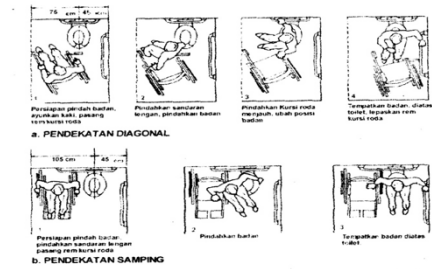 75 cm 45 cm
1
Persiapan pindah badan,
ayunkan kaki, pasang
rem kursi roda
2
Pindahkan sandaran
lengan, pindahkan badan
3
Pindahkan Kursi roda
menjauh, ubah posisi
badan
4
Tempatkan badan diatas
toilet, lepaskan rem
kursi roda
a. PENDEKATAN DIAGONAL
105 cm 45 cm
1
Persiapan pindah badan
pindahkan sandaran lengan
pasang rem kursi roda
2
Pindahkan badan
3
Tempatkan badan diatas
toilet
b. PENDEKATAN SAMPING